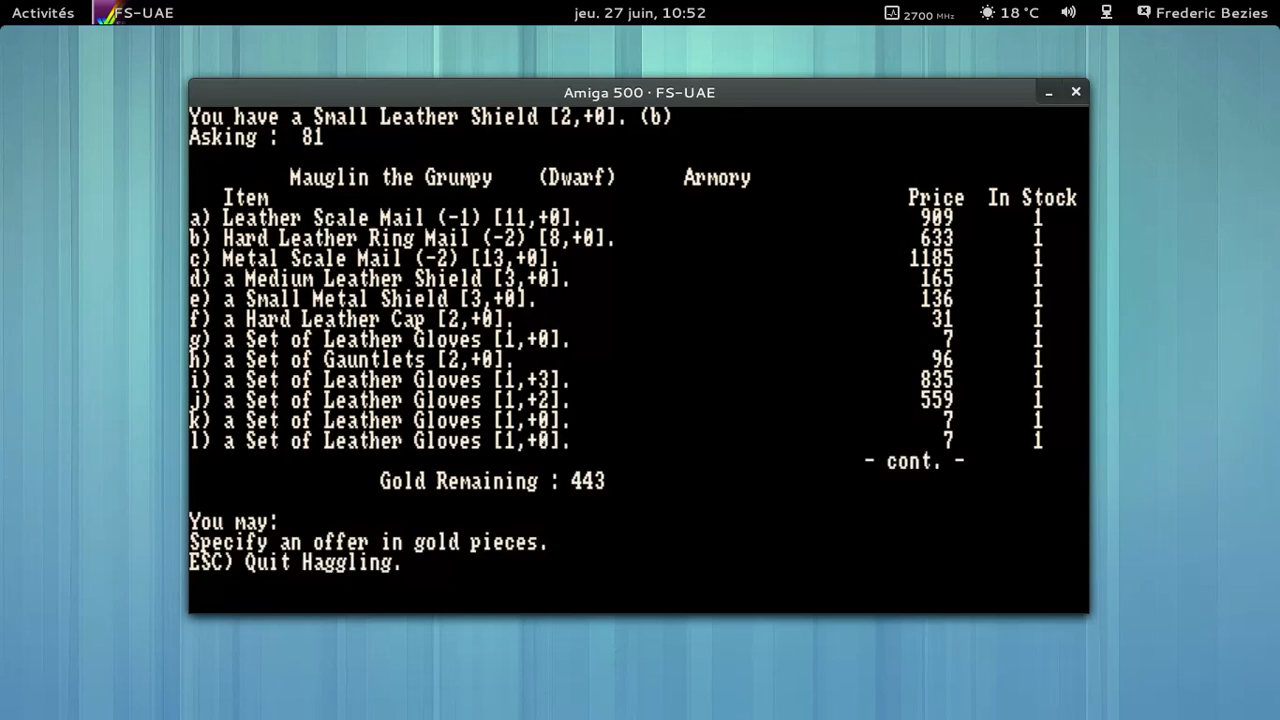 Activités FS-UAE jeu. 27 juin, 10:52 2700 MHz 18 °C Frederic Bezies
Amiga 500 · FS-UAE
You have a Small Leather Shield [2,+0]. (b)
Asking : 81
Mauglin the Grumpy (Dwarf) Armory
Item Price In Stock
a) Leather Scale Mail (-1) [11,+0]. 909 1
b) Hard Leather Ring Mail (-2) [8,+0]. 633 1
c) Metal Scale Mail (-2) [13,+0]. 1185 1
d) a Medium Leather Shield [3,+0]. 165 1
e) a Small Metal Shield [3,+0]. 136 1
f) a Hard Leather Cap [2,+0]. 31 1
g) a Set of Leather Gloves [1,+0]. 7 1
h) a Set of Gauntlets [2,+0]. 96 1
i) a Set of Leather Gloves [1,+3]. 835 1
j) a Set of Leather Gloves [1,+2]. 559 1
k) a Set of Leather Gloves [1,+0]. 7 1
l) a Set of Leather Gloves [1,+0]. 7 1
- cont. -
Gold Remaining : 443
You may:
Specify an offer in gold pieces.
ESC) Quit Haggling.